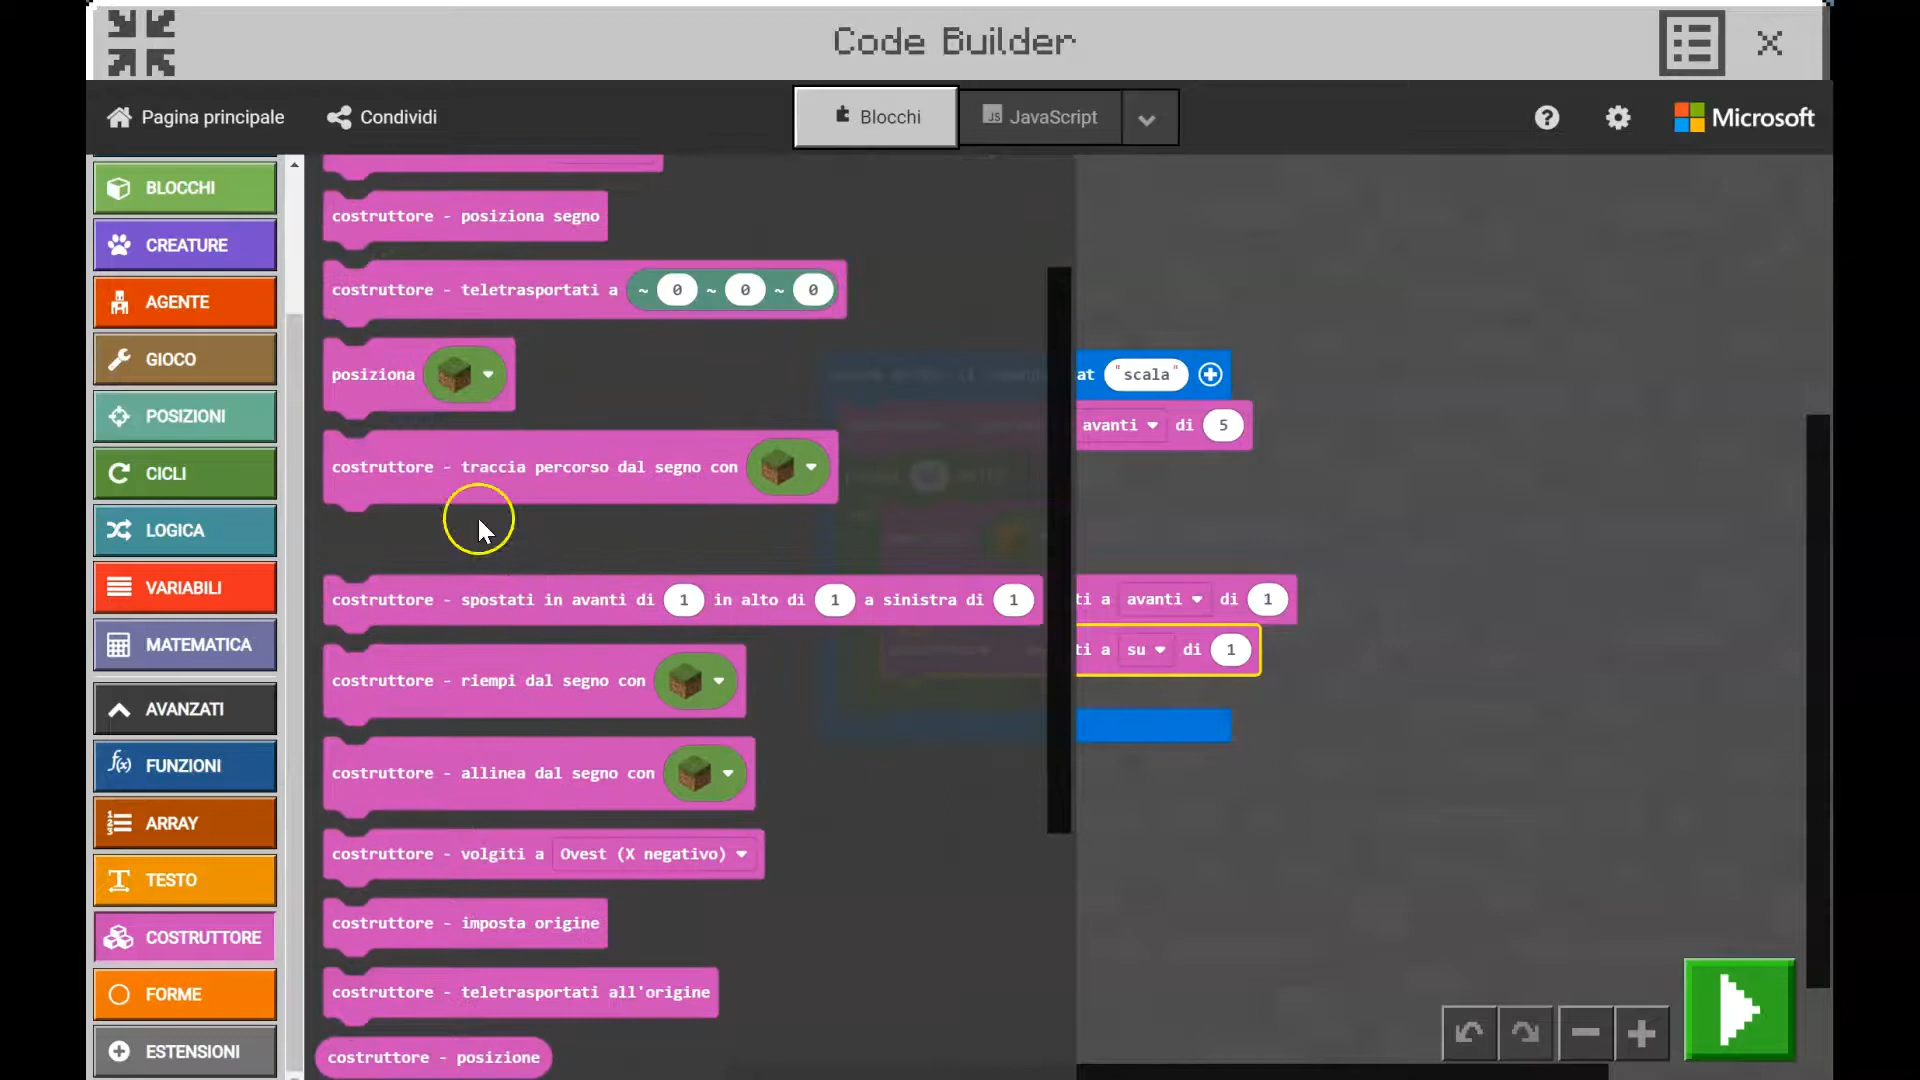 Code Builder
Pagina principale
Condividi
Blocchi
JS JavaScript
Microsoft
BLOCCHI
CREATURE
AGENTE
GIOCO
POSIZIONI
CICLI
LOGICA
VARIABILI
MATEMATICA
AVANZATI
f(x) FUNZIONI
ARRAY
TESTO
COSTRUTTORE
FORME
ESTENSIONI
costruttore - posiziona segno
costruttore - teletrasportati a ~ 0 ~ 0 ~ 0
posiziona
costruttore - traccia percorso dal segno con
costruttore - spostati in avanti di 1 in alto di 1 a sinistra di 1
costruttore - riempi dal segno con
costruttore - allinea dal segno con
costruttore - volgiti a Ovest (X negativo)
costruttore - imposta origine
costruttore - teletrasportati all'origine
costruttore - posizione
at "scala"
avanti di 5
ti a avanti di 1
ti a su di 1